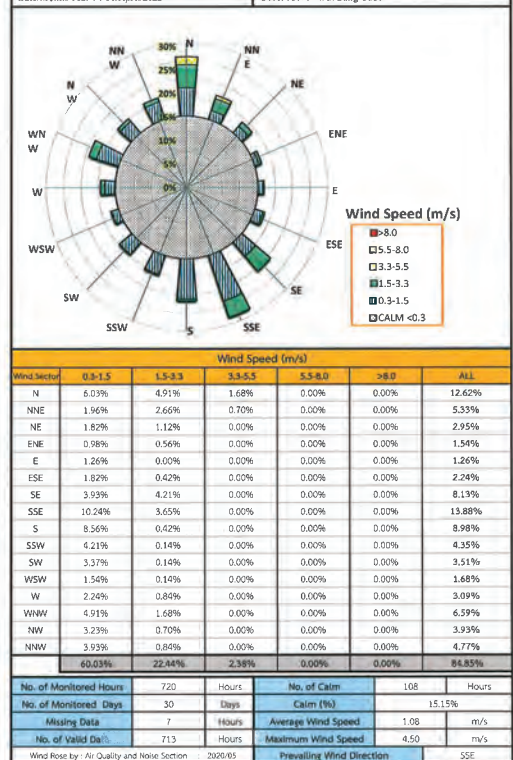 N
30%
25%
20%
15%
10%
5%
0%
NN
E
NE
ENE
E
ESE
SE
SSE
S
SSW
SW
WSW
W
WN
W
N
W
NN
W
Wind Speed (m/s)
>8.0
5.5-8.0
3.3-5.5
1.5-3.3
0.3-1.5
CALM <0.3
Wind Speed (m/s)
Wind Sector 0.3-1.5 1.5-3.3 3.3-5.5 5.5-8.0 >8.0 ALL
N 6.03% 4.91% 1.68% 0.00% 0.00% 12.62%
NNE 1.96% 2.66% 0.70% 0.00% 0.00% 5.33%
NE 1.82% 1.12% 0.00% 0.00% 0.00% 2.95%
ENE 0.98% 0.56% 0.00% 0.00% 0.00% 1.54%
E 1.26% 0.00% 0.00% 0.00% 0.00% 1.26%
ESE 1.82% 0.42% 0.00% 0.00% 0.00% 2.24%
SE 3.93% 4.21% 0.00% 0.00% 0.00% 8.13%
SSE 10.24% 3.65% 0.00% 0.00% 0.00% 13.88%
S 8.56% 0.42% 0.00% 0.00% 0.00% 8.98%
SSW 4.21% 0.14% 0.00% 0.00% 0.00% 4.35%
SW 3.37% 0.14% 0.00% 0.00% 0.00% 3.51%
WSW 1.54% 0.14% 0.00% 0.00% 0.00% 1.68%
W 2.24% 0.84% 0.00% 0.00% 0.00% 3.09%
WNW 4.91% 1.68% 0.00% 0.00% 0.00% 6.59%
NW 3.23% 0.70% 0.00% 0.00% 0.00% 3.93%
NNW 3.93% 0.84% 0.00% 0.00% 0.00% 4.77%
60.03% 22.44% 2.38% 0.00% 0.00% 84.85%
No. of Monitored Hours 720 Hours No. of Calm 108 Hours
No. of Monitored Days 30 Days Calm (%) 15.15%
Missing Data 7 Hours Average Wind Speed 1.08 m/s
No. of Valid Data 713 Hours Maximum Wind Speed 4.50 m/s
Wind Rose by : Air Quality and Noise Section : 2020/05 Prevailing Wind Direction SSE